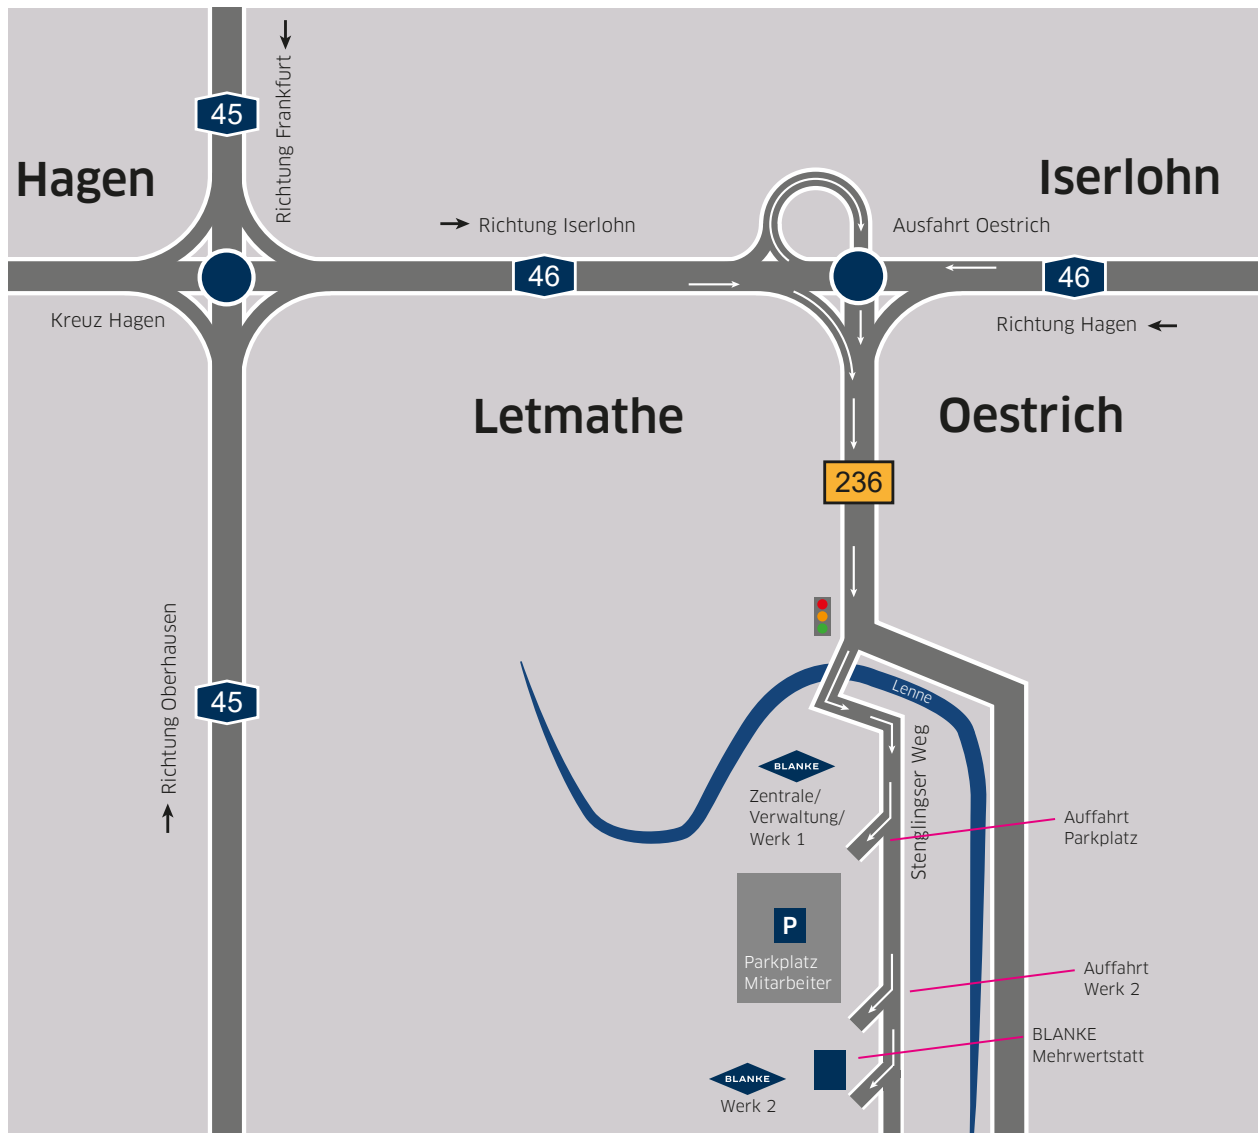 45
Richtung Frankfurt
Hagen
Iserlohn
Richtung Iserlohn
Ausfahrt Oestrich
46
46
Kreuz Hagen
Richtung Hagen
Letmathe
Oestrich
236
Richtung Oberhausen
45
Lenne
Stenglingser Weg
BLANKE
Zentrale/
Verwaltung/
Werk 1
Auffahrt
Parkplatz
P
Parkplatz
Mitarbeiter
Auffahrt
Werk 2
BLANKE
Mehrwertstatt
BLANKE
Werk 2